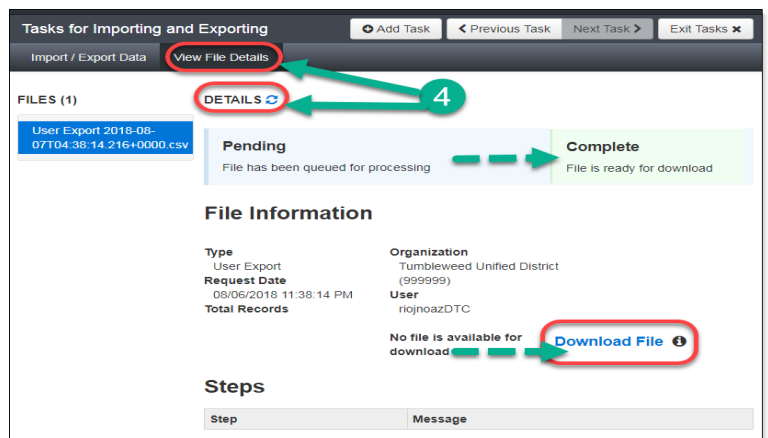 Tasks for Importing and Exporting
Add Task
Previous Task
Next Task
Exit Tasks
Import / Export Data
View File Details
4
FILES (1)
DETAILS
User Export 2018-08-
07T04:38:14.216+0000.csv
Pending
File has been queued for processing
Complete
File is ready for download
File Information
Type
User Export
Request Date
08/06/2018 11:38:14 PM
Total Records
Organization
Tumbleweed Unified District
(999999)
User
riojnoazDTC
No file is available for
download
Download File
Steps
Step
Message